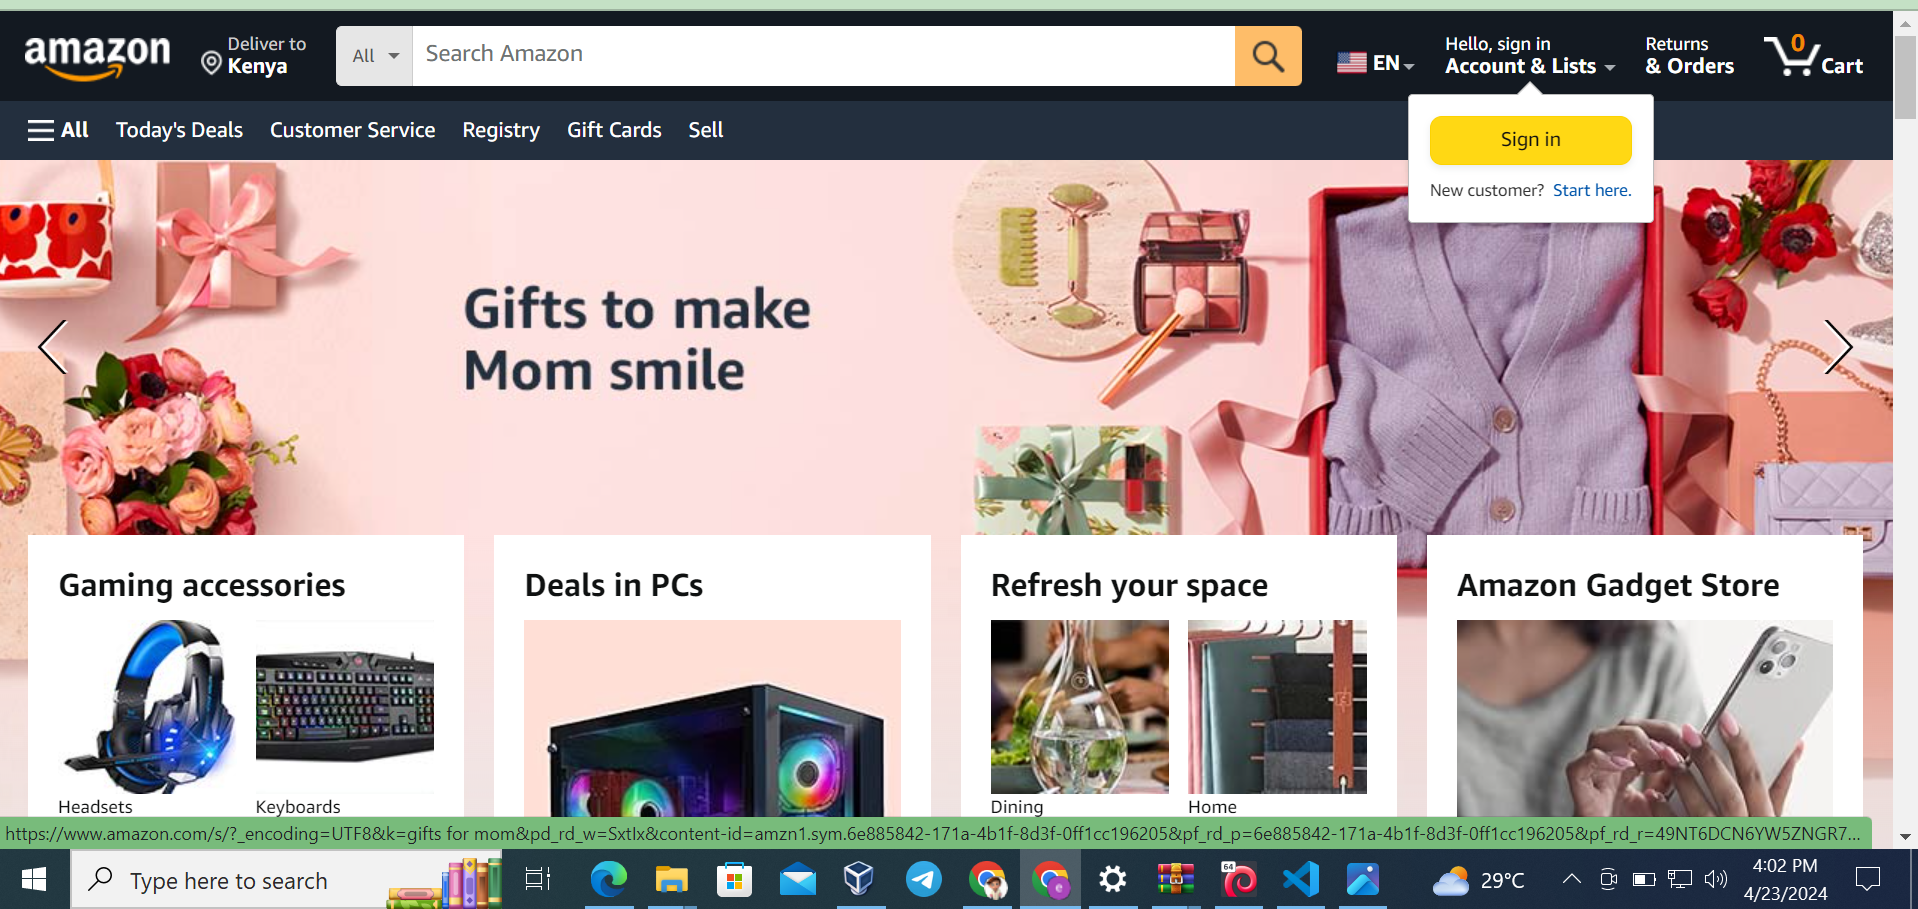 amazon
Deliver to
Kenya
All
Search Amazon
EN
Hello, sign in
Account & Lists
Returns
& Orders
0
Cart
All
Today's Deals
Customer Service
Registry
Gift Cards
Sell
Sign in
New customer? Start here.
Gifts to make
Mom smile
Gaming accessories
Deals in PCs
Refresh your space
Amazon Gadget Store
Headsets
Keyboards
Dining
Home
https://www.amazon.com/s/?_encoding=UTF8&k=gifts for mom&pd_rd_w=SxtIx&content-id=amzn1.sym.6e885842-171a-4b1f-8d3f-0ff1cc196205&pf_rd_p=6e885842-171a-4b1f-8d3f-0ff1cc196205&pf_rd_r=49NT6DCN6YW5ZNGR7...
Type here to search
64
e
29°C
4:02 PM
4/23/2024